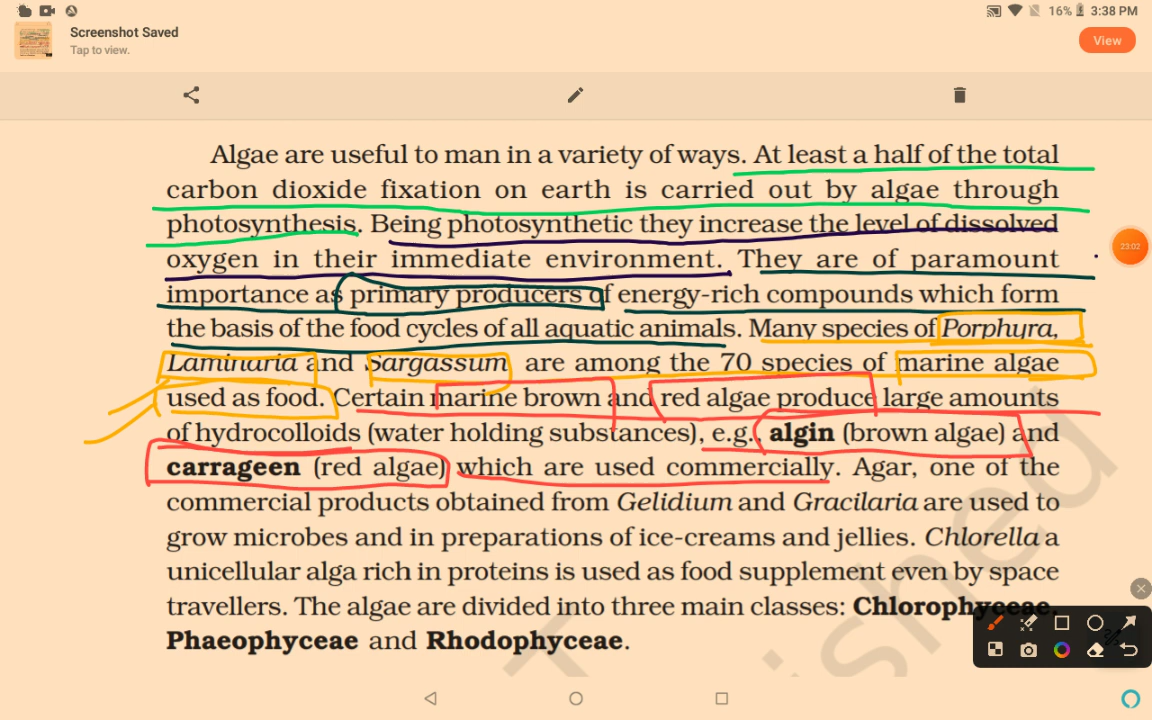 16% 3:38 PM
Screenshot Saved
Tap to view.
View
Algae are useful to man in a variety of ways. At least a half of the total
carbon dioxide fixation on earth is carried out by algae through
photosynthesis. Being photosynthetic they increase the level of dissolved
oxygen in their immediate environment. They are of paramount
23:02
importance as primary producers of energy-rich compounds which form
the basis of the food cycles of all aquatic animals. Many species of Porphyra,
Laminaria and Sargassum are among the 70 species of marine algae
used as food. Certain marine brown and red algae produce large amounts
of hydrocolloids (water holding substances), e.g., algin (brown algae) and
carrageen (red algae) which are used commercially. Agar, one of the
commercial products obtained from Gelidium and Gracilaria are used to
grow microbes and in preparations of ice-creams and jellies. Chlorella a
unicellular alga rich in proteins is used as food supplement even by space
travellers. The algae are divided into three main classes: Chlorophyceae,
Phaeophyceae and Rhodophyceae.